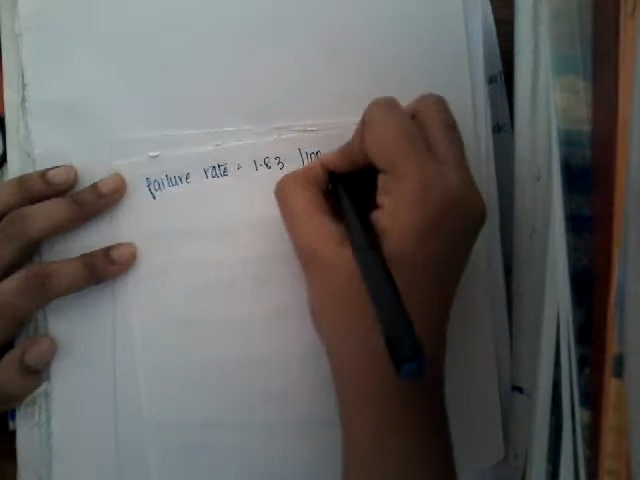 failure rate = 1.83